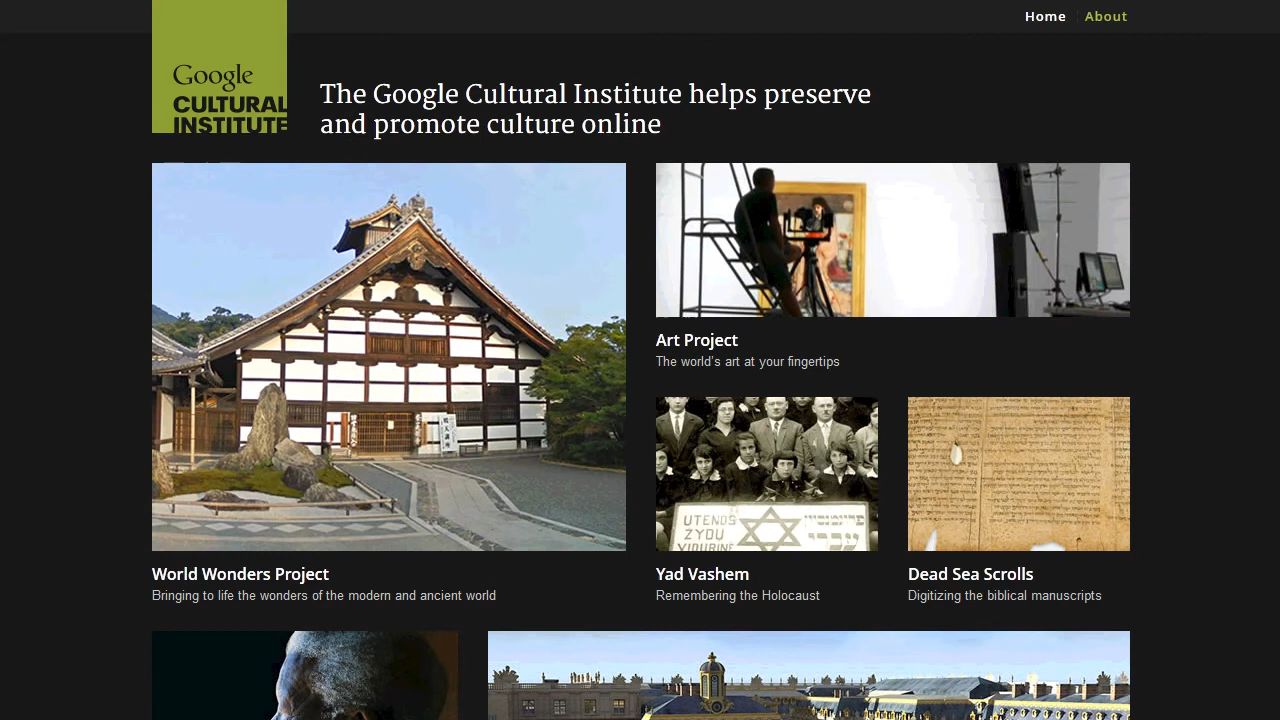 Home
About
Google
CULTURAL
INSTITUTE
The Google Cultural Institute helps preserve
and promote culture online
Art Project
The world's art at your fingertips
UTENOS
ZYDU
World Wonders Project
Bringing to life the wonders of the modern and ancient world
Yad Vashem
Remembering the Holocaust
Dead Sea Scrolls
Digitizing the biblical manuscripts